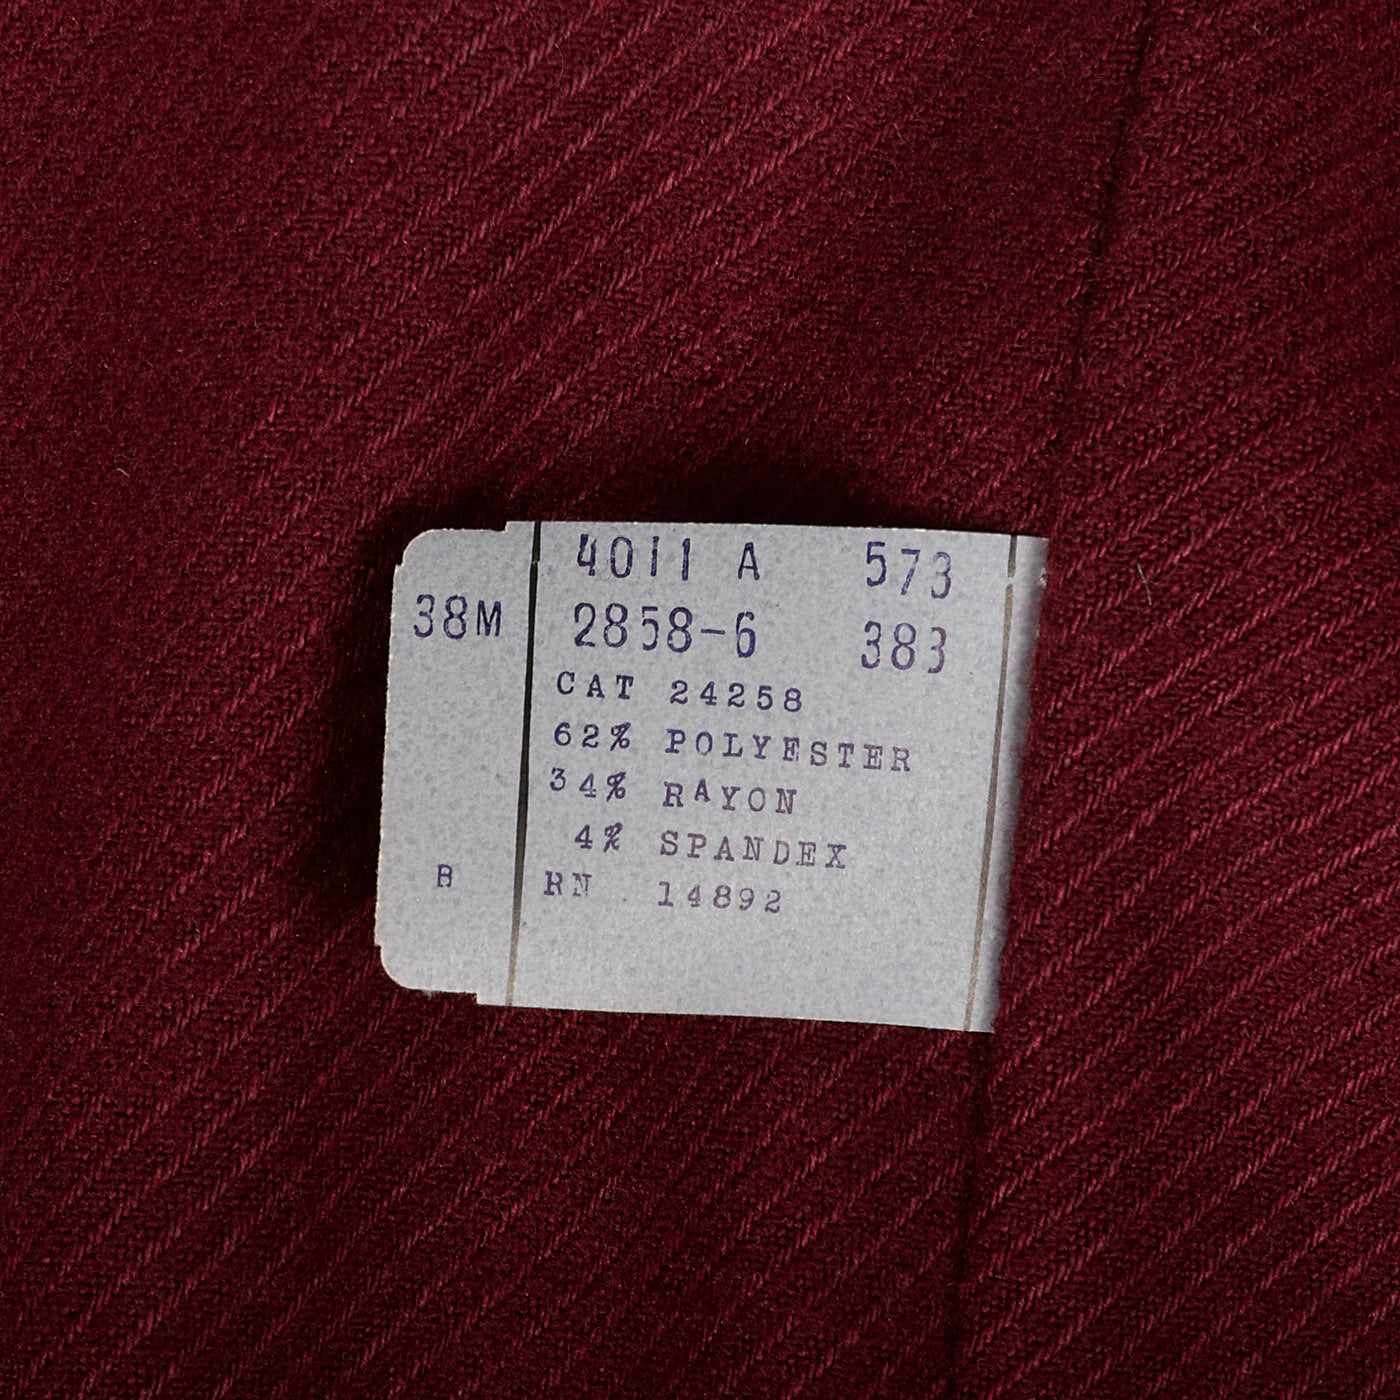 4011 A 573
38M 2858-6 383
CAT 24258
62% POLYESTER
34% RAYON
4% SPANDEX
B RN 14892